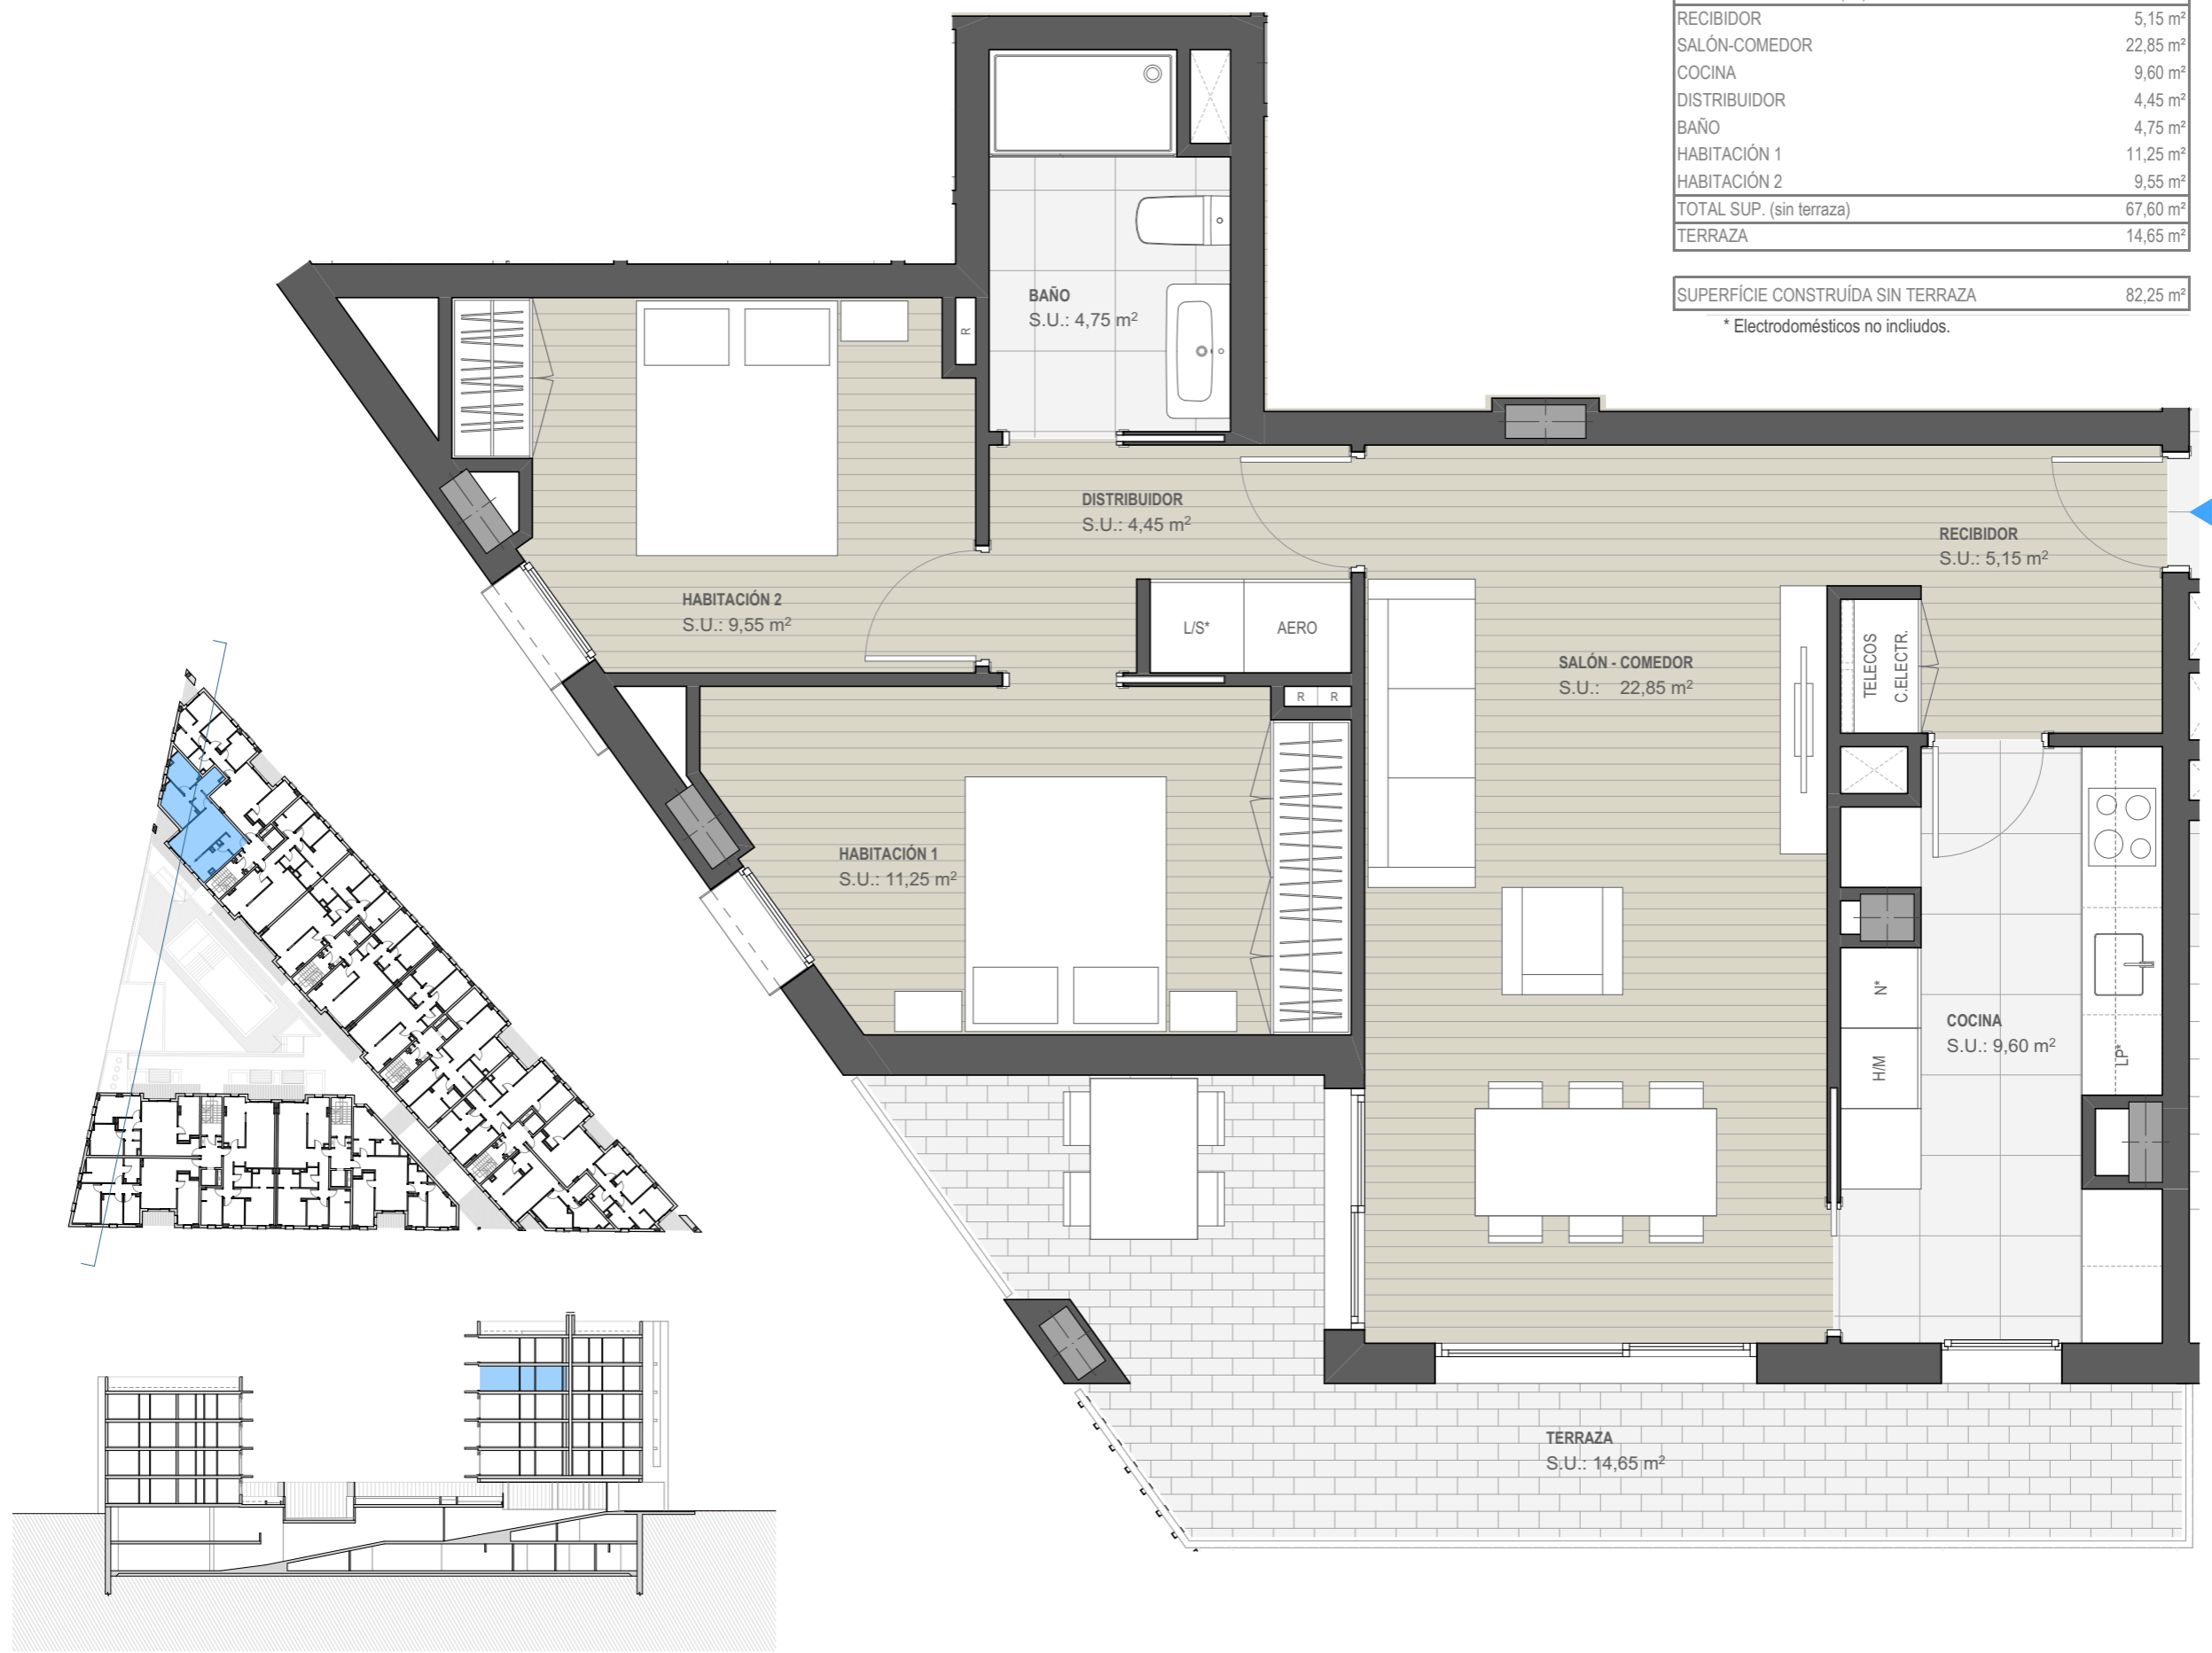 RECIBIDOR 5,15 m²
SALÓN-COMEDOR 22,85 m²
COCINA 9,60 m²
DISTRIBUIDOR 4,45 m²
BAÑO 4,75 m²
HABITACIÓN 1 11,25 m²
HABITACIÓN 2 9,55 m²
TOTAL SUP. (sin terraza) 67,60 m²
TERRAZA 14,65 m²
SUPERFÍCIE CONSTRUÍDA SIN TERRAZA 82,25 m²
* Electrodomésticos no incliudos.
BAÑO
S.U.: 4,75 m²
R
DISTRIBUIDOR
S.U.: 4,45 m²
RECIBIDOR
S.U.: 5,15 m²
HABITACIÓN 2
S.U.: 9,55 m²
L/S*
AERO
SALÓN - COMEDOR
S.U.: 22,85 m²
TELECOS
C.ELECTR.
R R
HABITACIÓN 1
S.U.: 11,25 m²
N*
H/M
COCINA
S.U.: 9,60 m²
LP*
TERRAZA
S.U.: 14,65 m²